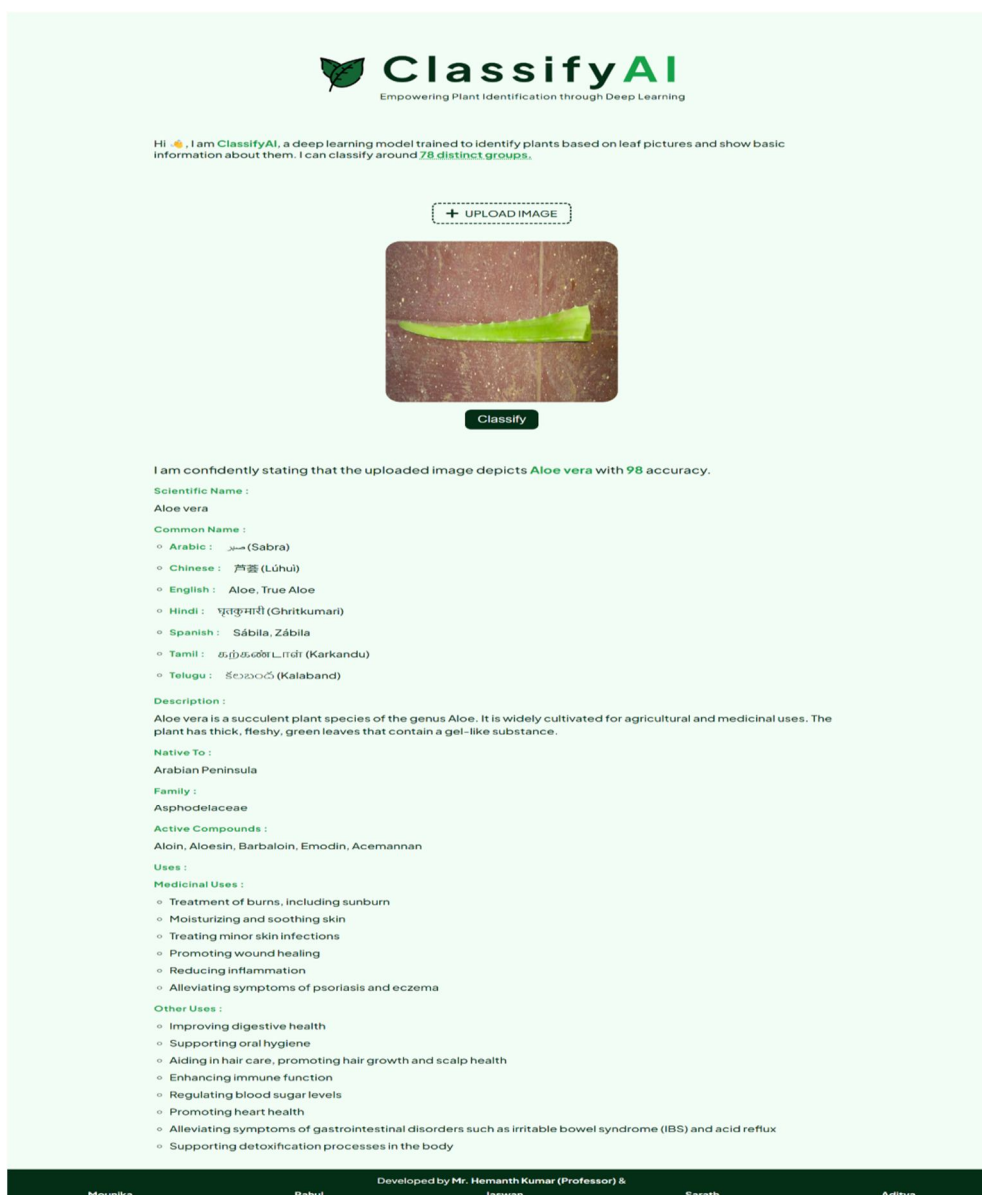 ClassifyAI
Empowering Plant Identification through Deep Learning
Hi 👋, I am ClassifyAI, a deep learning model trained to identify plants based on leaf pictures and show basic
information about them. I can classify around 78 distinct groups.
+ UPLOAD IMAGE
Classify
I am confidently stating that the uploaded image depicts Aloe vera with 98 accuracy.
Scientific Name :
Aloe vera
Common Name :
Arabic : صبر (Sabra)
Chinese : 芦荟 (Lúhuì)
English : Aloe, True Aloe
Hindi : घृतकुमारी (Ghritkumari)
Spanish : Sábila, Zábila
Tamil : கற்கண்டாள் (Karkandu)
Telugu : కలబంద (Kalaband)
Description :
Aloe vera is a succulent plant species of the genus Aloe. It is widely cultivated for agricultural and medicinal uses. The
plant has thick, fleshy, green leaves that contain a gel-like substance.
Native To :
Arabian Peninsula
Family :
Asphodelaceae
Active Compounds :
Aloin, Aloesin, Barbaloin, Emodin, Acemannan
Uses :
Medicinal Uses :
Treatment of burns, including sunburn
Moisturizing and soothing skin
Treating minor skin infections
Promoting wound healing
Reducing inflammation
Alleviating symptoms of psoriasis and eczema
Other Uses :
Improving digestive health
Supporting oral hygiene
Aiding in hair care, promoting hair growth and scalp health
Enhancing immune function
Regulating blood sugar levels
Promoting heart health
Alleviating symptoms of gastrointestinal disorders such as irritable bowel syndrome (IBS) and acid reflux
Supporting detoxification processes in the body
Developed by Mr. Hemanth Kumar (Professor) &
Mounika Rahul Jaswan Sarath Aditya